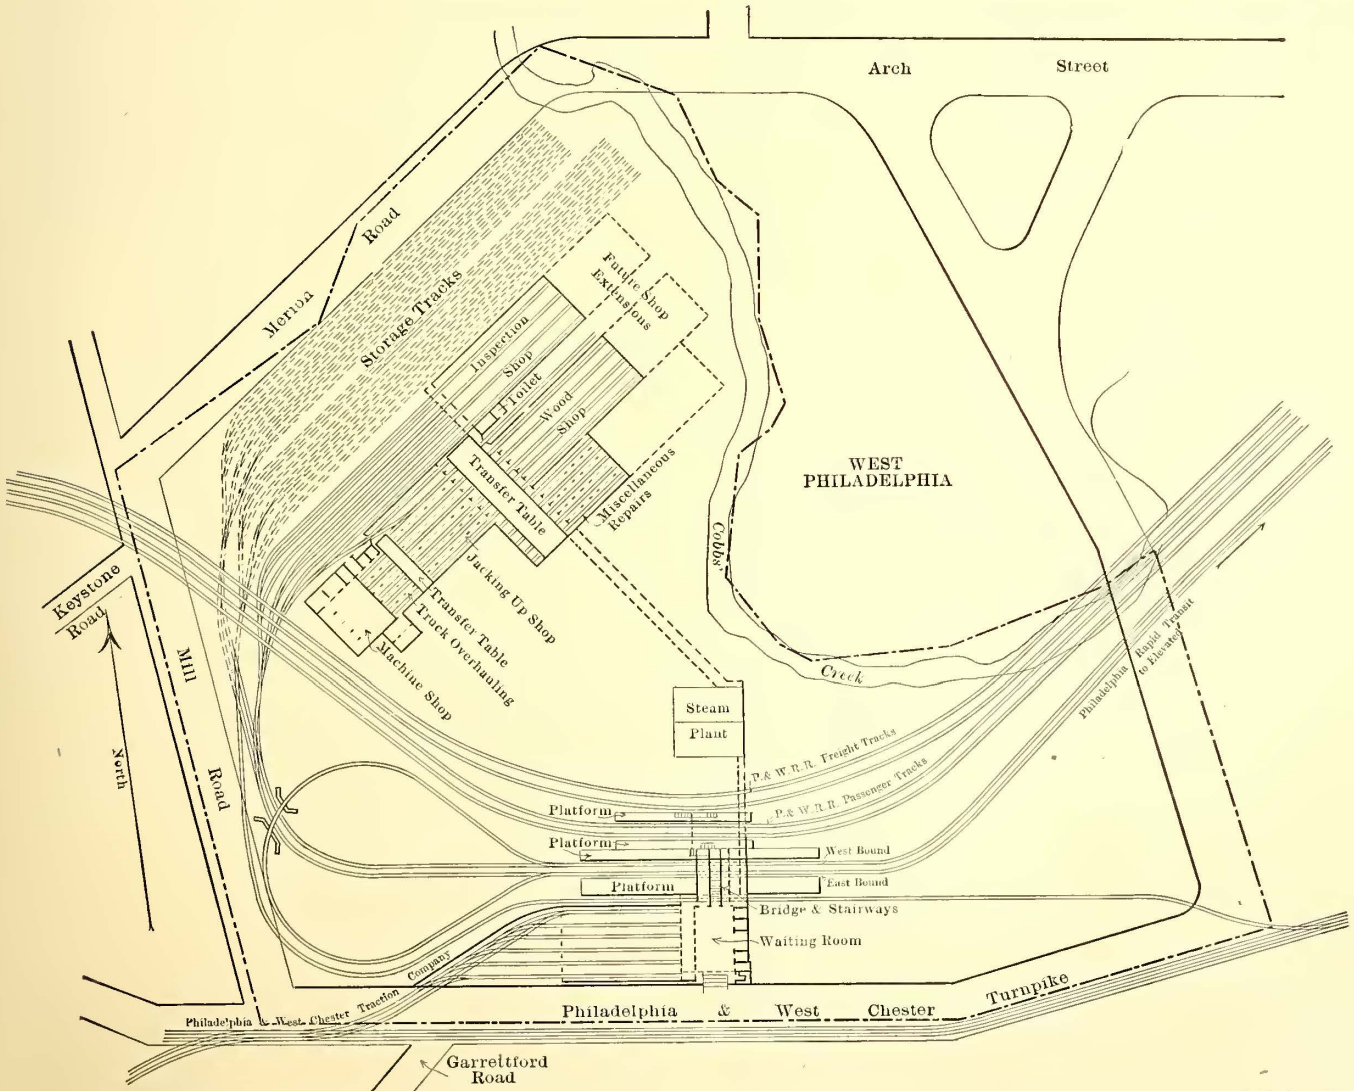 Arch Street
Merion Road
Storage Tracks
Future Shop
Extensions
Inspection
Shop
Toilet
Wood
Shop
Transfer Table
Miscellaneous
Repairs
WEST
PHILADELPHIA
Cobbs'
Creek
Keystone
Road
Mill Road
North
Jacking Up Shop
Transfer Table
Truck Overhauling
Machine Shop
Steam
Plant
Philadelphia Rapid Transit
to Elevated
P. & W. R.R. Freight Tracks
P. & W. R.R. Passenger Tracks
Platform
Platform
West Bound
Platform
East Bound
Bridge & Stairways
Waiting Room
Philadelphia & West Chester Traction Company
Philadelphia & West Chester Turnpike
Garrettford
Road